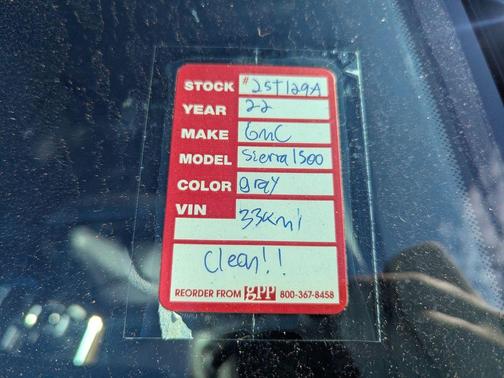 STOCK #25T129A
YEAR 22
MAKE GMC
MODEL Sierra 1500
COLOR gray
VIN 33kmi
Clean!!
REORDER FROM gpp 800-367-8458